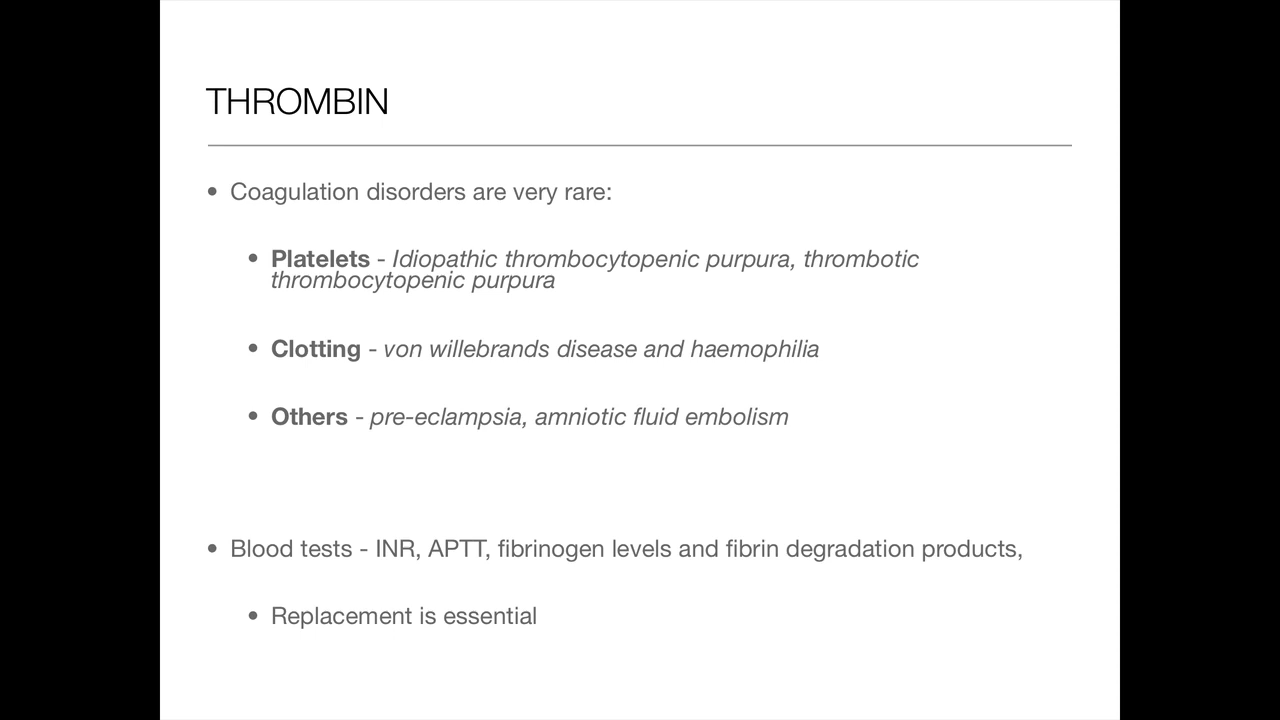 THROMBIN
• Coagulation disorders are very rare:
• Platelets - Idiopathic thrombocytopenic purpura, thrombotic
thrombocytopenic purpura
• Clotting - von willebrands disease and haemophilia
• Others - pre-eclampsia, amniotic fluid embolism
• Blood tests - INR, APTT, fibrinogen levels and fibrin degradation products,
• Replacement is essential